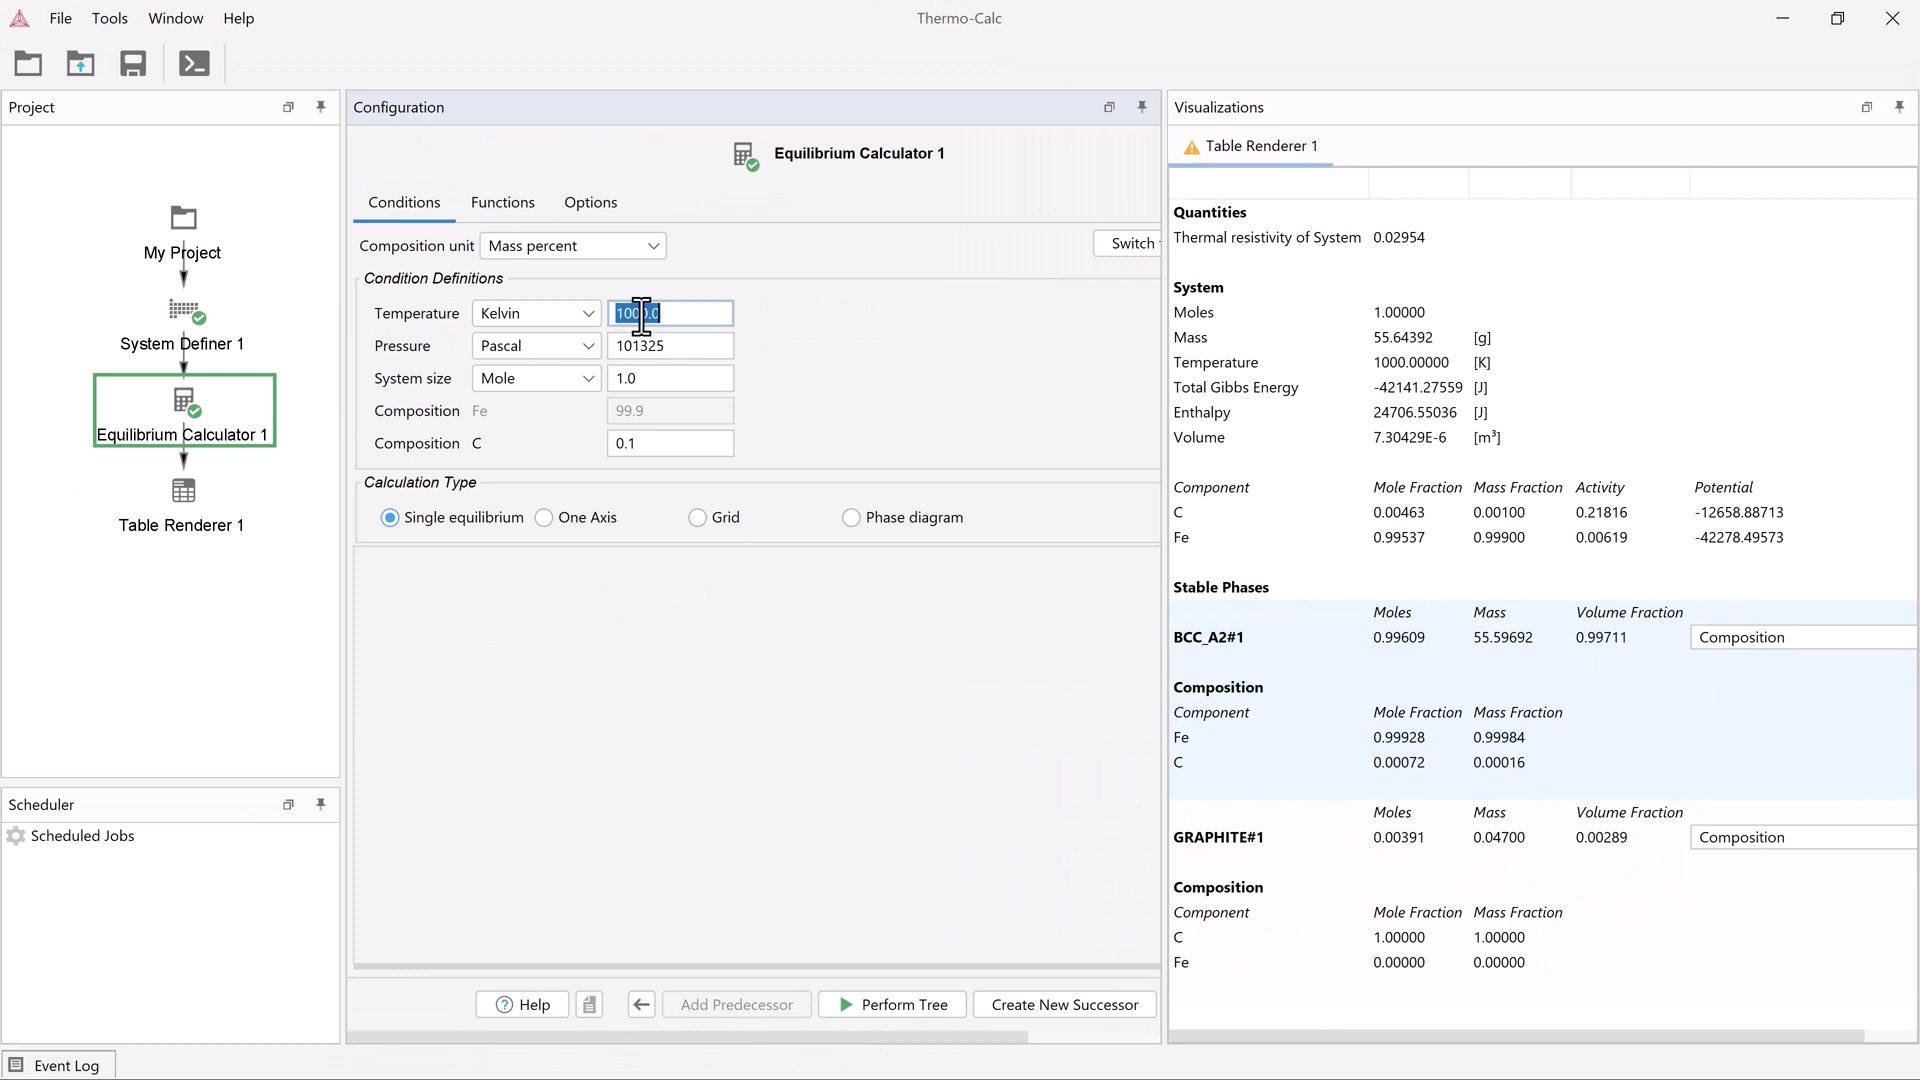 File Tools Window Help Thermo-Calc
Project
My Project
System Definer 1
Equilibrium Calculator 1
Table Renderer 1
Scheduler
Scheduled Jobs
Event Log
Configuration
Equilibrium Calculator 1
Conditions Functions Options
Composition unit Mass percent Switch
Condition Definitions
Temperature Kelvin 1000.0
Pressure Pascal 101325
System size Mole 1.0
Composition Fe 99.9
Composition C 0.1
Calculation Type
Single equilibrium One Axis Grid Phase diagram
Help Add Predecessor Perform Tree Create New Successor
Visualizations
Table Renderer 1
Quantities
Thermal resistivity of System 0.02954
System
Moles 1.00000
Mass 55.64392 [g]
Temperature 1000.00000 [K]
Total Gibbs Energy -42141.27559 [J]
Enthalpy 24706.55036 [J]
Volume 7.30429E-6 [m³]
Component Mole Fraction Mass Fraction Activity Potential
C 0.00463 0.00100 0.21816 -12658.88713
Fe 0.99537 0.99900 0.00619 -42278.49573
Stable Phases
Moles Mass Volume Fraction
BCC_A2#1 0.99609 55.59692 0.99711 Composition
Composition
Component Mole Fraction Mass Fraction
Fe 0.99928 0.99984
C 0.00072 0.00016
Moles Mass Volume Fraction
GRAPHITE#1 0.00391 0.04700 0.00289 Composition
Composition
Component Mole Fraction Mass Fraction
C 1.00000 1.00000
Fe 0.00000 0.00000